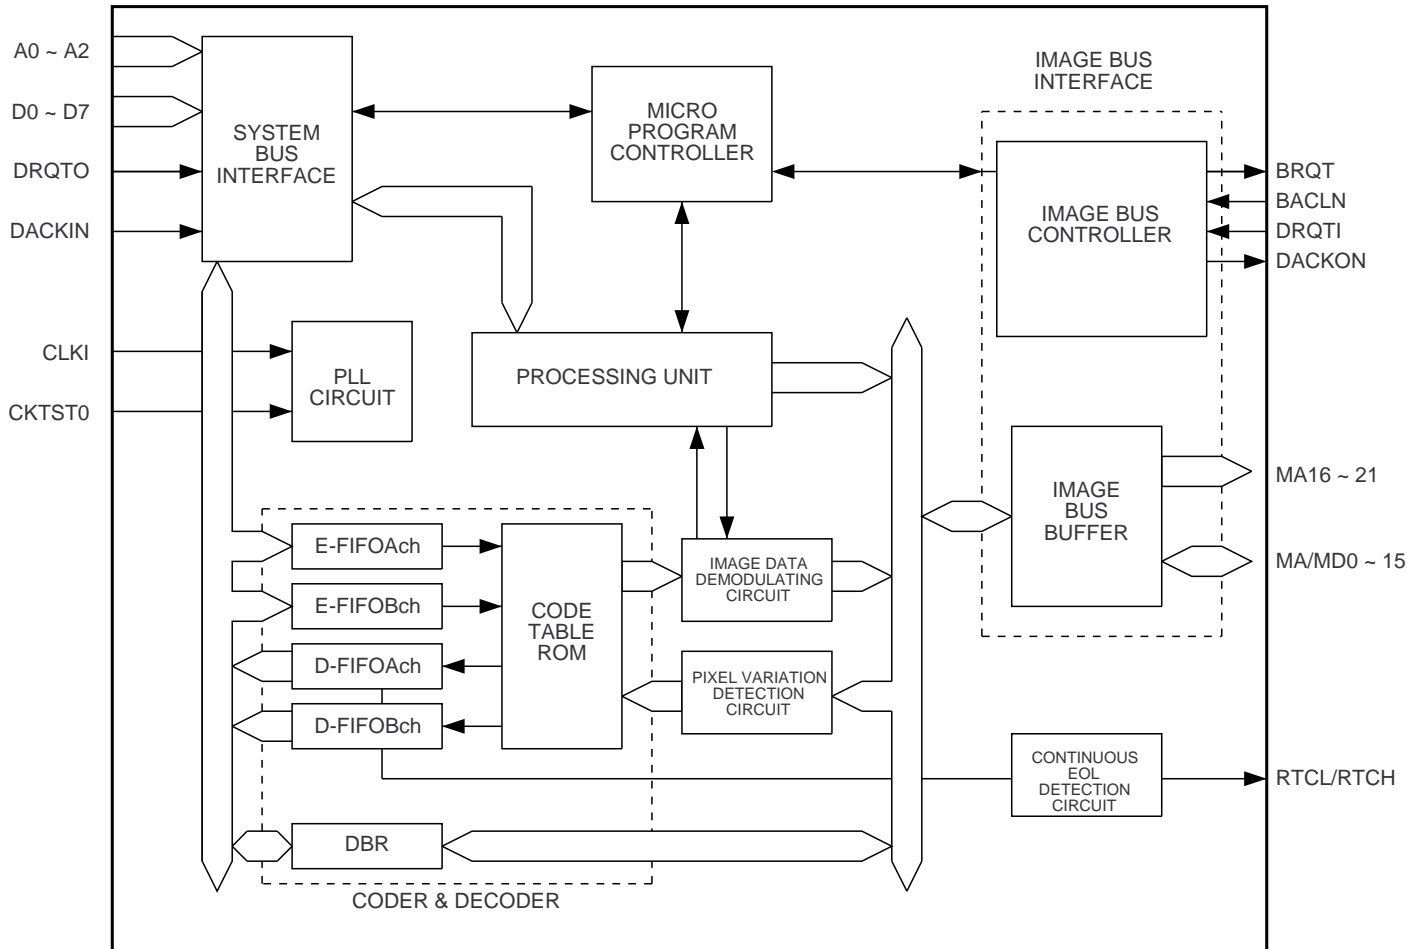 A0 ~ A2
D0 ~ D7
DRQTO
DACKIN
CLKI
CKTST0
SYSTEM
BUS
INTERFACE
MICRO
PROGRAM
CONTROLLER
IMAGE BUS
INTERFACE
IMAGE BUS
CONTROLLER
BRQT
BACLN
DRQTI
DACKON
PLL
CIRCUIT
PROCESSING UNIT
IMAGE
BUS
BUFFER
MA16 ~ 21
MA/MD0 ~ 15
E-FIFOAch
E-FIFOBch
D-FIFOAch
D-FIFOBch
CODE
TABLE
ROM
IMAGE DATA
DEMODULATING
CIRCUIT
PIXEL VARIATION
DETECTION
CIRCUIT
CONTINUOUS
EOL
DETECTION
CIRCUIT
RTCL/RTCH
DBR
CODER & DECODER